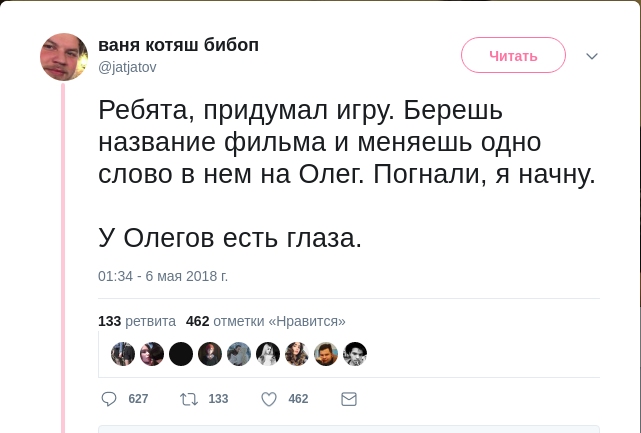 ваня котяш бибоп
@jatjatov
Читать
Ребята, придумал игру. Берешь
название фильма и меняешь одно
слово в нем на Олег. Погнали, я начну.
У Олегов есть глаза.
01:34 - 6 мая 2018 г.
133 ретвита 462 отметки «Нравится»
627 133 462